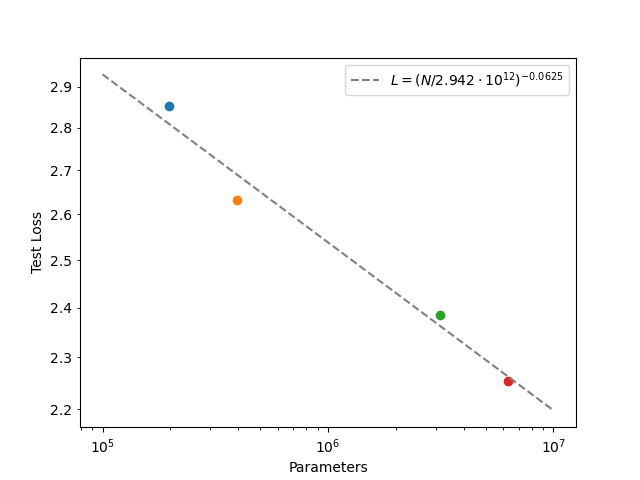 L = (N/2.942 · 10¹²)⁻⁰·⁰⁶²⁵
2.9
2.8
2.7
2.6
2.5
2.4
2.3
2.2
Test Loss
10⁵ 10⁶ 10⁷
Parameters